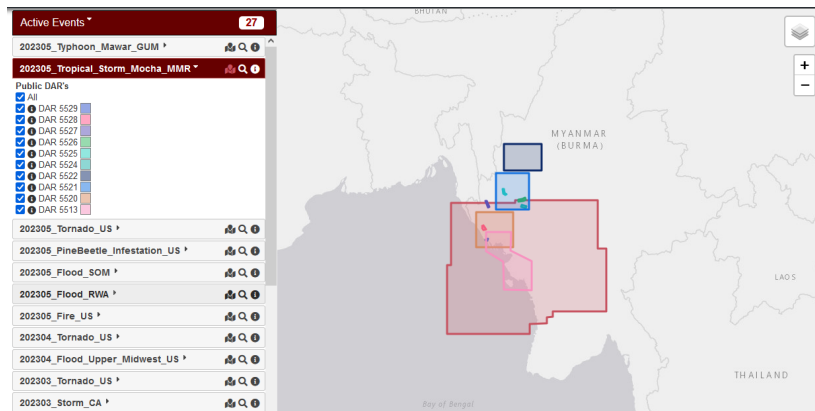 Active Events
27
202305_Typhoon_Mawar_GUM
202305_Tropical_Storm_Mocha_MMR
Public DAR's
All
DAR 5529
DAR 5528
DAR 5527
DAR 5526
DAR 5525
DAR 5524
DAR 5522
DAR 5521
DAR 5520
DAR 5513
202305_Tornado_US
202305_PineBeetle_Infestation_US
202305_Flood_SOM
202305_Flood_RWA
202305_Fire_US
202304_Tornado_US
202304_Flood_Upper_Midwest_US
202303_Tornado_US
202303_Storm_CA
BHUTAN
MYANMAR
(BURMA)
LAOS
THAILAND
Bay of Bengal
+
−